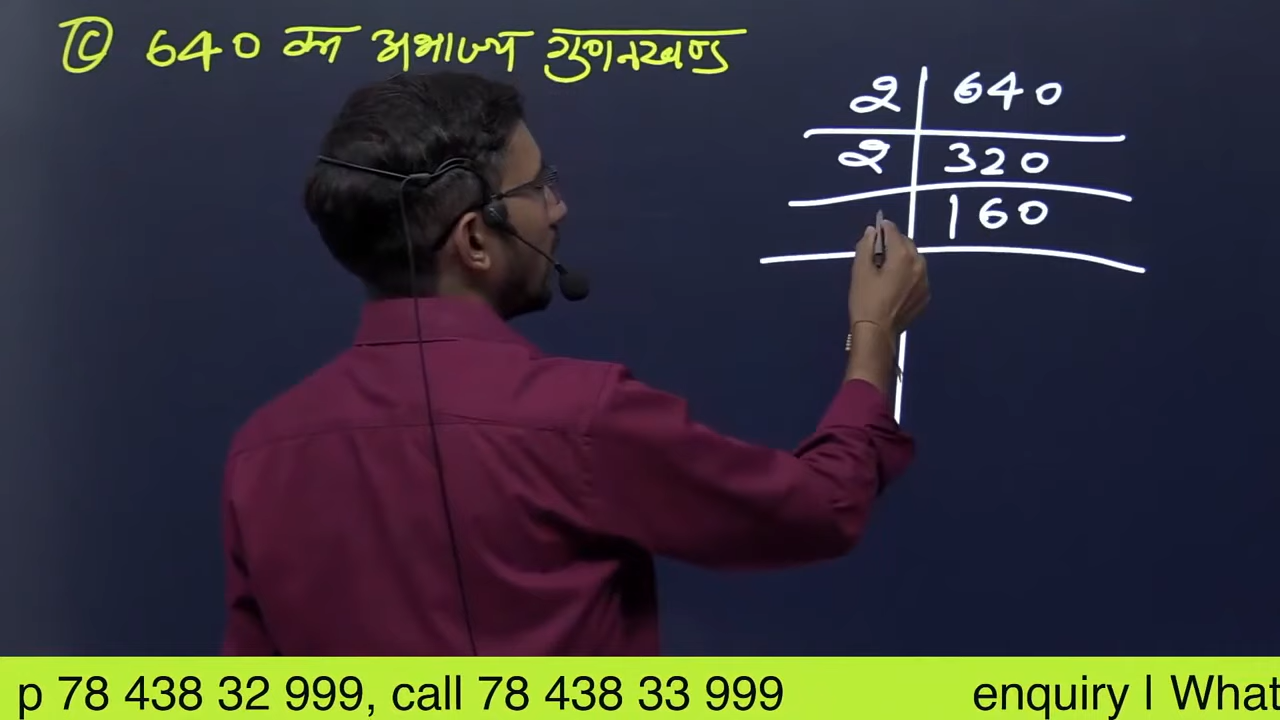 © 640 का अभाज्य गुणनखण्ड
2 | 640
2 | 320
| 160
p 78 438 32 999, call 78 438 33 999 enquiry | What